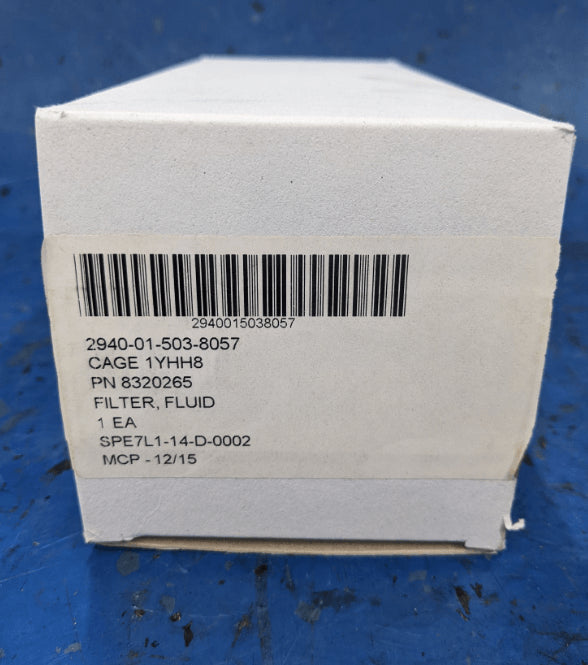 2940015038057
2940-01-503-8057
CAGE 1YHH8
PN 8320265
FILTER, FLUID
1 EA
SPE7L1-14-D-0002
MCP - 12/15